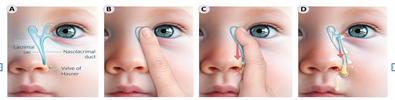 A
B
C
D
Lacrimal
sac
Nasolacrimal
duct
Valve of
Hasner